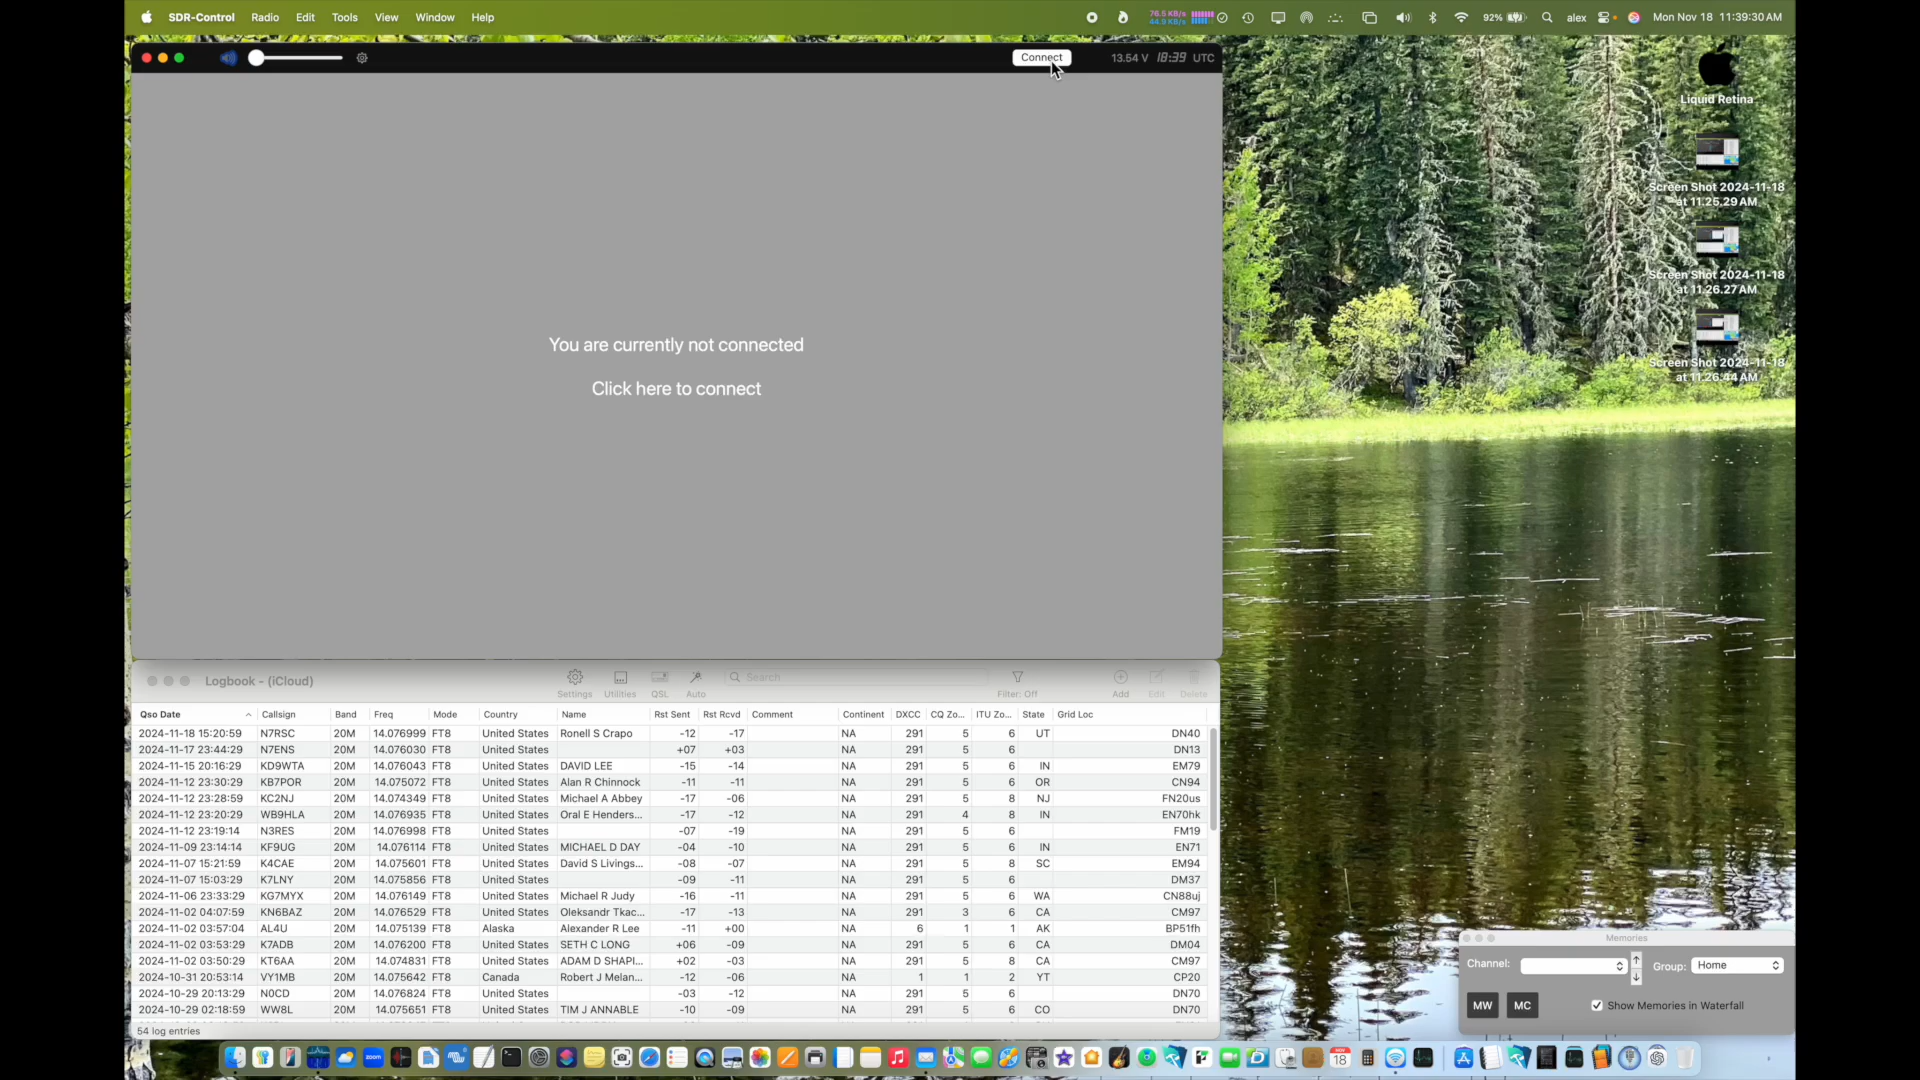 SDR-Control Radio Edit Tools View Window Help
76.5 KB/s
44.9 KB/s
92% alex Mon Nov 18 11:39:30 AM
Connect 13.54 V 18:39 UTC
You are currently not connected
Click here to connect
Liquid Retina
Screen Shot 2024-11-18
at 11.25.29 AM
Screen Shot 2024-11-18
at 11.26.27 AM
Screen Shot 2024-11-18
at 11.26.44 AM
Logbook - (iCloud)
Settings Utilities QSL Auto Search Filter: Off Add Edit Delete
Qso Date Callsign Band Freq Mode Country Name Rst Sent Rst Rcvd Comment Continent DXCC CQ Zo... ITU Zo... State Grid Loc
2024-11-18 15:20:59 N7RSC 20M 14.076999 FT8 United States Ronell S Crapo -12 -17 NA 291 5 6 UT DN40
2024-11-17 23:44:29 N7ENS 20M 14.076030 FT8 United States +07 +03 NA 291 5 6 DN13
2024-11-15 20:16:29 KD9WTA 20M 14.076043 FT8 United States DAVID LEE -15 -14 NA 291 5 6 IN EM79
2024-11-12 23:30:29 KB7POR 20M 14.075072 FT8 United States Alan R Chinnock -11 -11 NA 291 5 6 OR CN94
2024-11-12 23:28:59 KC2NJ 20M 14.074349 FT8 United States Michael A Abbey -17 -06 NA 291 5 8 NJ FN20us
2024-11-12 23:20:29 WB9HLA 20M 14.076935 FT8 United States Oral E Henders... -17 -12 NA 291 4 8 IN EN70hk
2024-11-12 23:19:14 N3RES 20M 14.076998 FT8 United States -07 -19 NA 291 5 6 FM19
2024-11-09 23:14:14 KF9UG 20M 14.076114 FT8 United States MICHAEL D DAY -04 -10 NA 291 5 6 IN EN71
2024-11-07 15:21:59 K4CAE 20M 14.075601 FT8 United States David S Livings... -08 -07 NA 291 5 8 SC EM94
2024-11-07 15:03:29 K7LNY 20M 14.075856 FT8 United States -09 -11 NA 291 5 6 DM37
2024-11-06 23:33:29 KG7MYX 20M 14.076149 FT8 United States Michael R Judy -16 -11 NA 291 5 6 WA CN88uj
2024-11-02 04:07:59 KN6BAZ 20M 14.076529 FT8 United States Oleksandr Tkac... -17 -13 NA 291 3 6 CA CM97
2024-11-02 03:57:04 AL4U 20M 14.075139 FT8 Alaska Alexander R Lee -11 +00 NA 6 1 1 AK BP51fh
2024-11-02 03:53:29 K7ADB 20M 14.076200 FT8 United States SETH C LONG +06 -09 NA 291 5 6 CA DM04
2024-11-02 03:50:29 KT6AA 20M 14.074831 FT8 United States ADAM D SHAPI... +02 -03 NA 291 5 8 CA CM97
2024-10-31 20:53:14 VY1MB 20M 14.075642 FT8 Canada Robert J Melan... -12 -06 NA 1 1 2 YT CP20
2024-10-29 20:13:29 N0CD 20M 14.076824 FT8 United States -03 -12 NA 291 5 6 DN70
2024-10-29 02:18:59 WW8L 20M 14.075651 FT8 United States TIM J ANNABLE -10 -09 NA 291 5 6 CO DN70
54 log entries
Memories
Channel: Group: Home
MW MC Show Memories in Waterfall
zoom
NOV
18